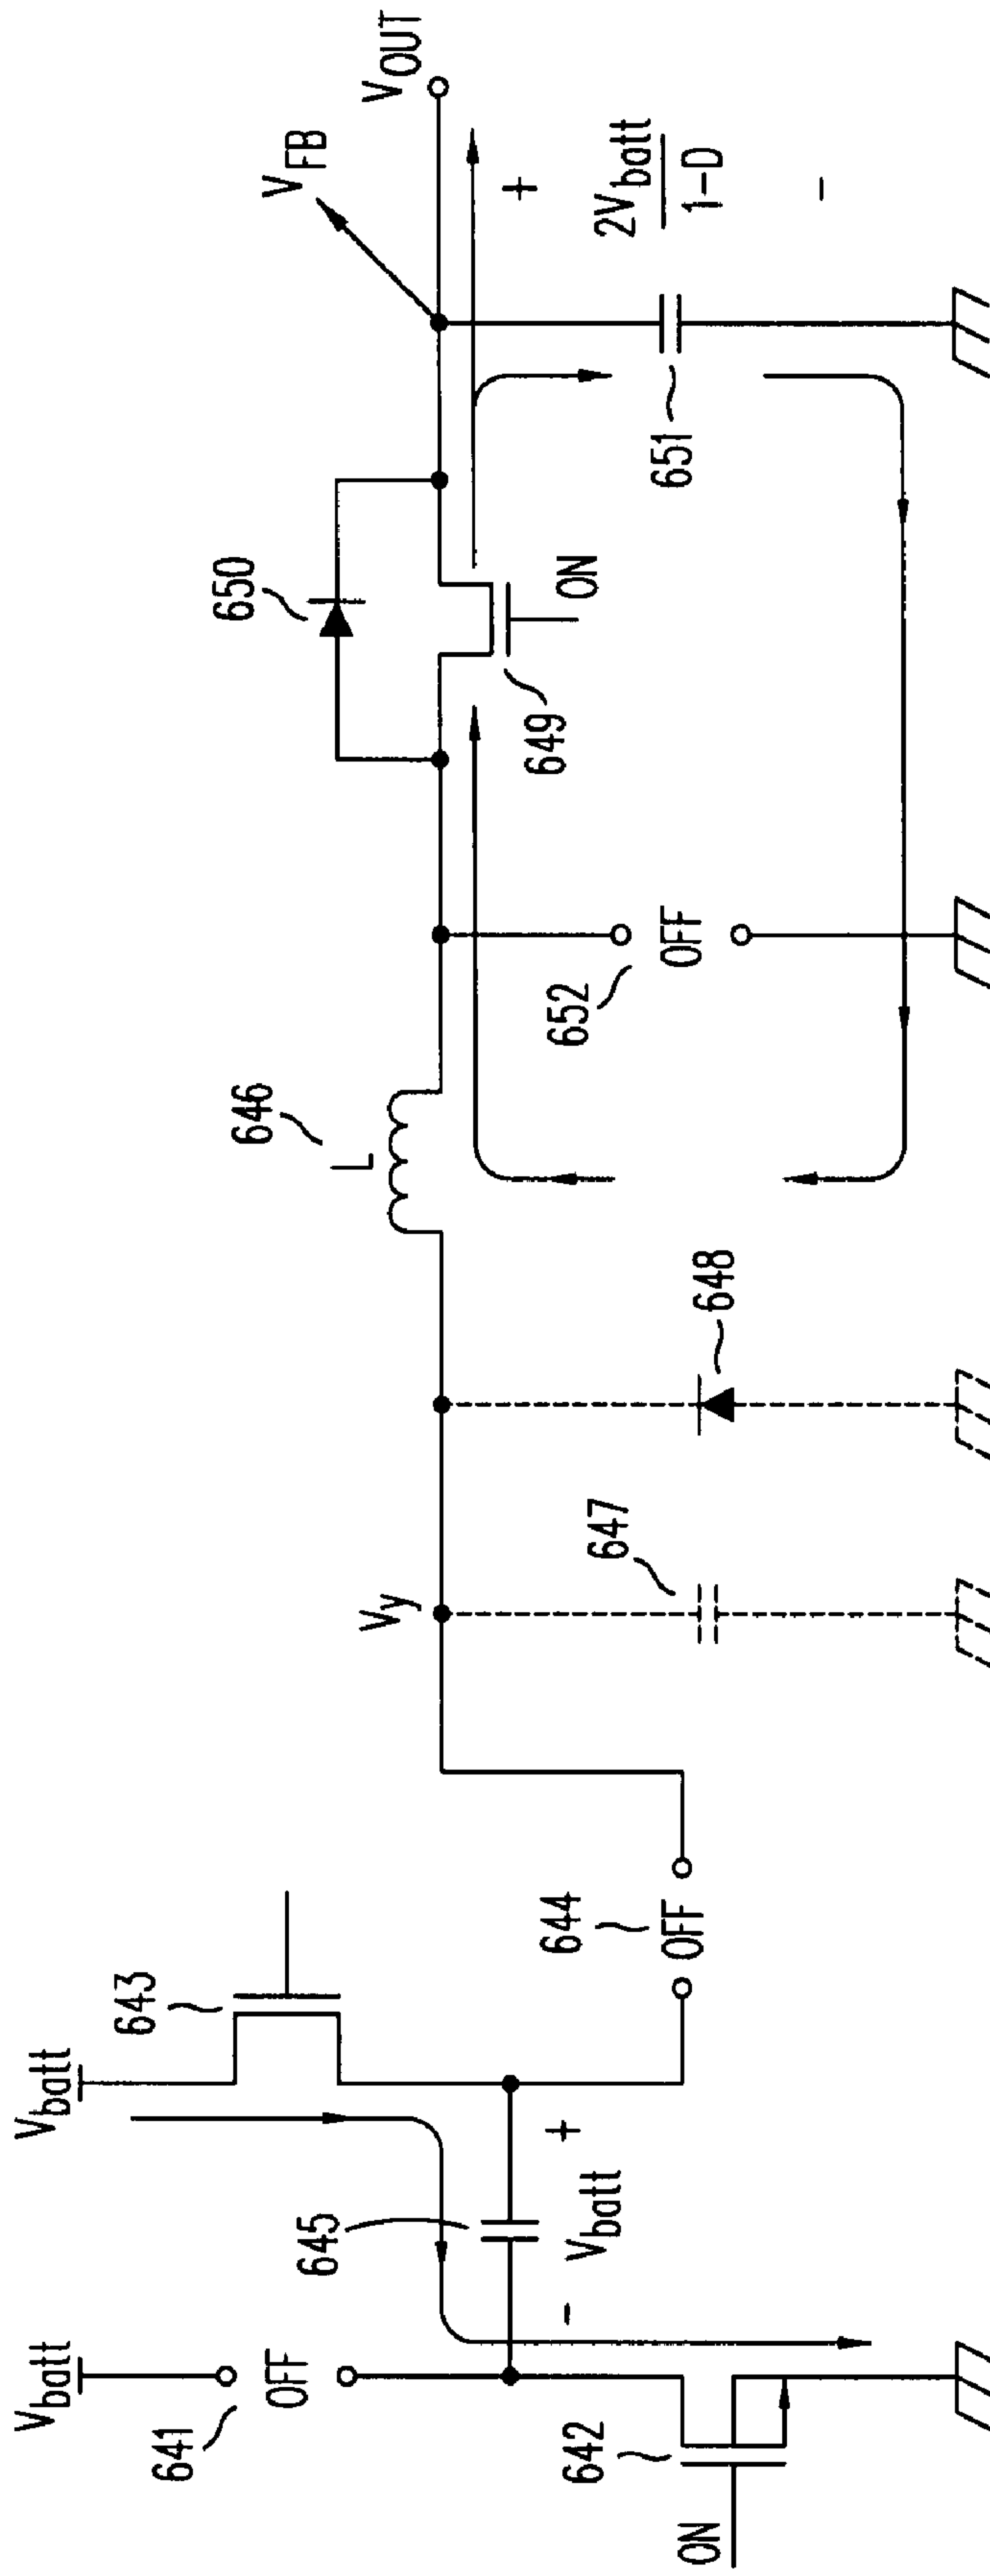 V_batt
641
OFF
ON
642
645
-
V_batt
+
V_batt
643
644
OFF
V_y
647
648
646
L
652
OFF
650
649
ON
651
V_FB
V_OUT
+
2V_batt
1-D
-